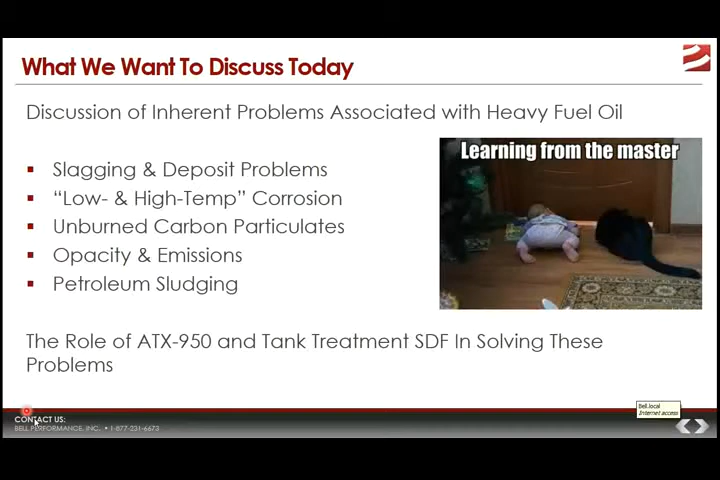 What We Want To Discuss Today
Discussion of Inherent Problems Associated with Heavy Fuel Oil
Learning from the master
Slagging & Deposit Problems
“Low- & High-Temp” Corrosion
Unburned Carbon Particulates
Opacity & Emissions
Petroleum Sludging
The Role of ATX-950 and Tank Treatment SDF In Solving These
Problems
CONTACT US:
BELL PERFORMANCE, INC. • 1-877-231-6673
Bell.local
Internet access